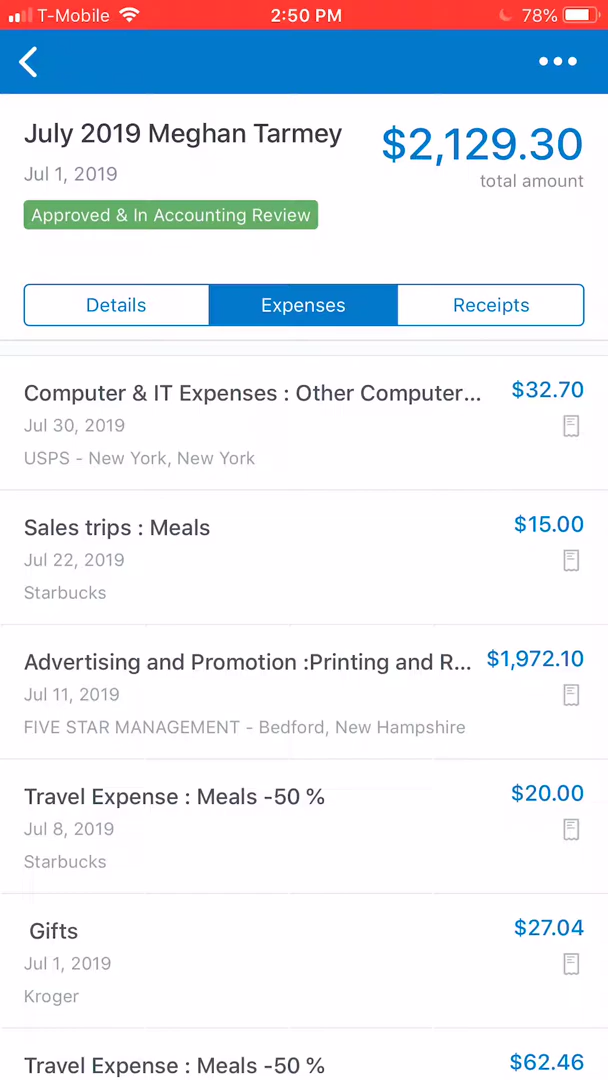 T-Mobile 2:50 PM 78%
July 2019 Meghan Tarmey $2,129.30
Jul 1, 2019 total amount
Approved & In Accounting Review
Details Expenses Receipts
Computer & IT Expenses : Other Computer... $32.70
Jul 30, 2019
USPS - New York, New York
Sales trips : Meals $15.00
Jul 22, 2019
Starbucks
Advertising and Promotion :Printing and R... $1,972.10
Jul 11, 2019
FIVE STAR MANAGEMENT - Bedford, New Hampshire
Travel Expense : Meals -50 % $20.00
Jul 8, 2019
Starbucks
Gifts $27.04
Jul 1, 2019
Kroger
Travel Expense : Meals -50 % $62.46